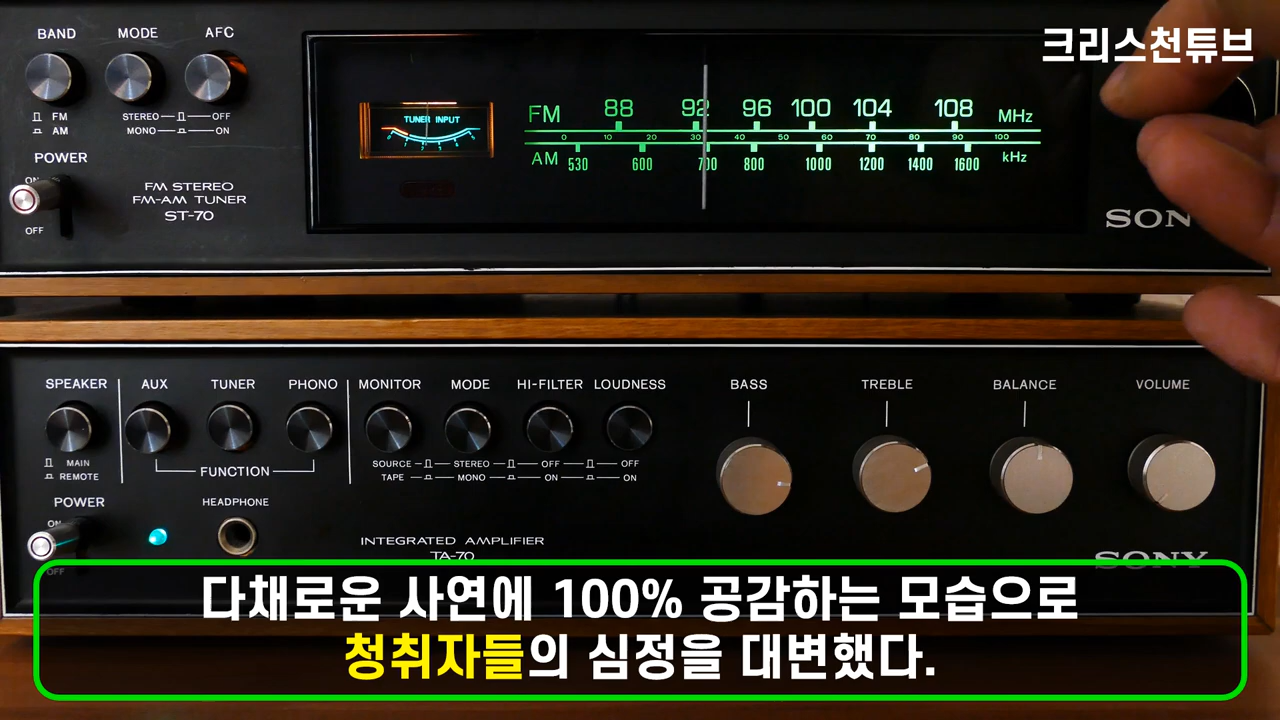 크리스천튜브
BAND MODE AFC
FM STEREO OFF
AM MONO ON
POWER
ON
OFF
FM STEREO
FM-AM TUNER
ST-70
TUNER INPUT
FM 88 92 96 100 104 108 MHz
0 10 20 30 40 50 60 70 80 90 100
AM 530 600 700 800 1000 1200 1400 1600 kHz
SON
SPEAKER AUX TUNER PHONO MONITOR MODE HI-FILTER LOUDNESS BASS TREBLE BALANCE VOLUME
MAIN SOURCE STEREO OFF OFF
REMOTE FUNCTION TAPE MONO ON ON
POWER HEADPHONE
ON
OFF
INTEGRATED AMPLIFIER
TA-70
SONY
다채로운 사연에 100% 공감하는 모습으로
청취자들의 심정을 대변했다.